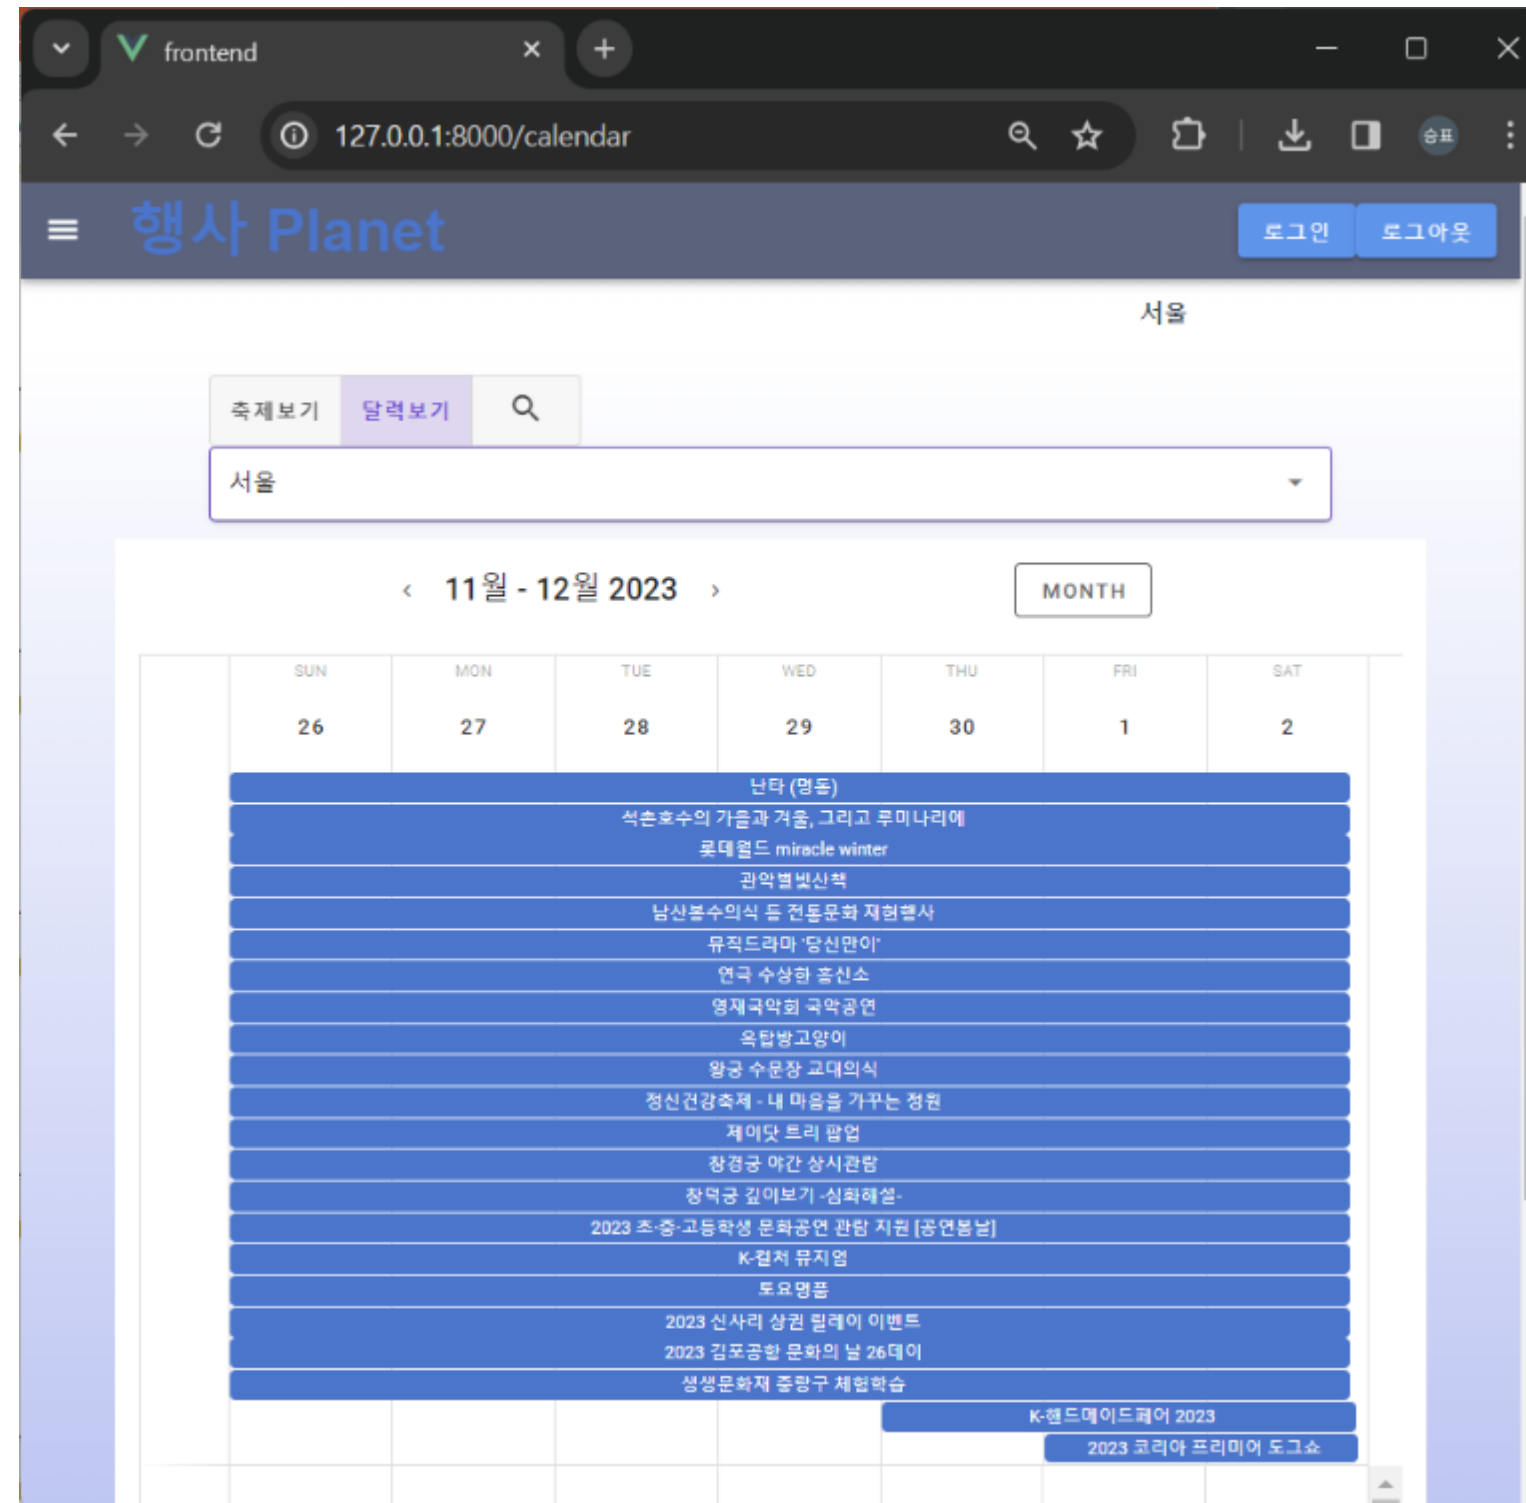 frontend
127.0.0.1:8000/calendar
승표
행사 Planet
로그인 로그아웃
서울
축제보기 달력보기
서울
11월 - 12월 2023
MONTH
SUN MON TUE WED THU FRI SAT
26 27 28 29 30 1 2
난타 (명동)
석촌호수의 가을과 겨울, 그리고 루미나리에
롯데월드 miracle winter
관악별빛산책
남산봉수의식 등 전통문화 재현행사
뮤직드라마 '당신만이'
연극 수상한 흥신소
영재국악회 국악공연
옥탑방고양이
왕궁 수문장 교대의식
정신건강축제 - 내 마음을 가꾸는 정원
제이닷 트리 팝업
창경궁 야간 상시관람
창덕궁 깊이보기 -심화해설-
2023 초·중·고등학생 문화공연 관람 지원 [공연봄날]
K-컬처 뮤지엄
토요명품
2023 신사리 상권 릴레이 이벤트
2023 김포공항 문화의 날 26데이
생생문화재 중랑구 체험학습
K-핸드메이드페어 2023
2023 코리아 프리미어 도그쇼